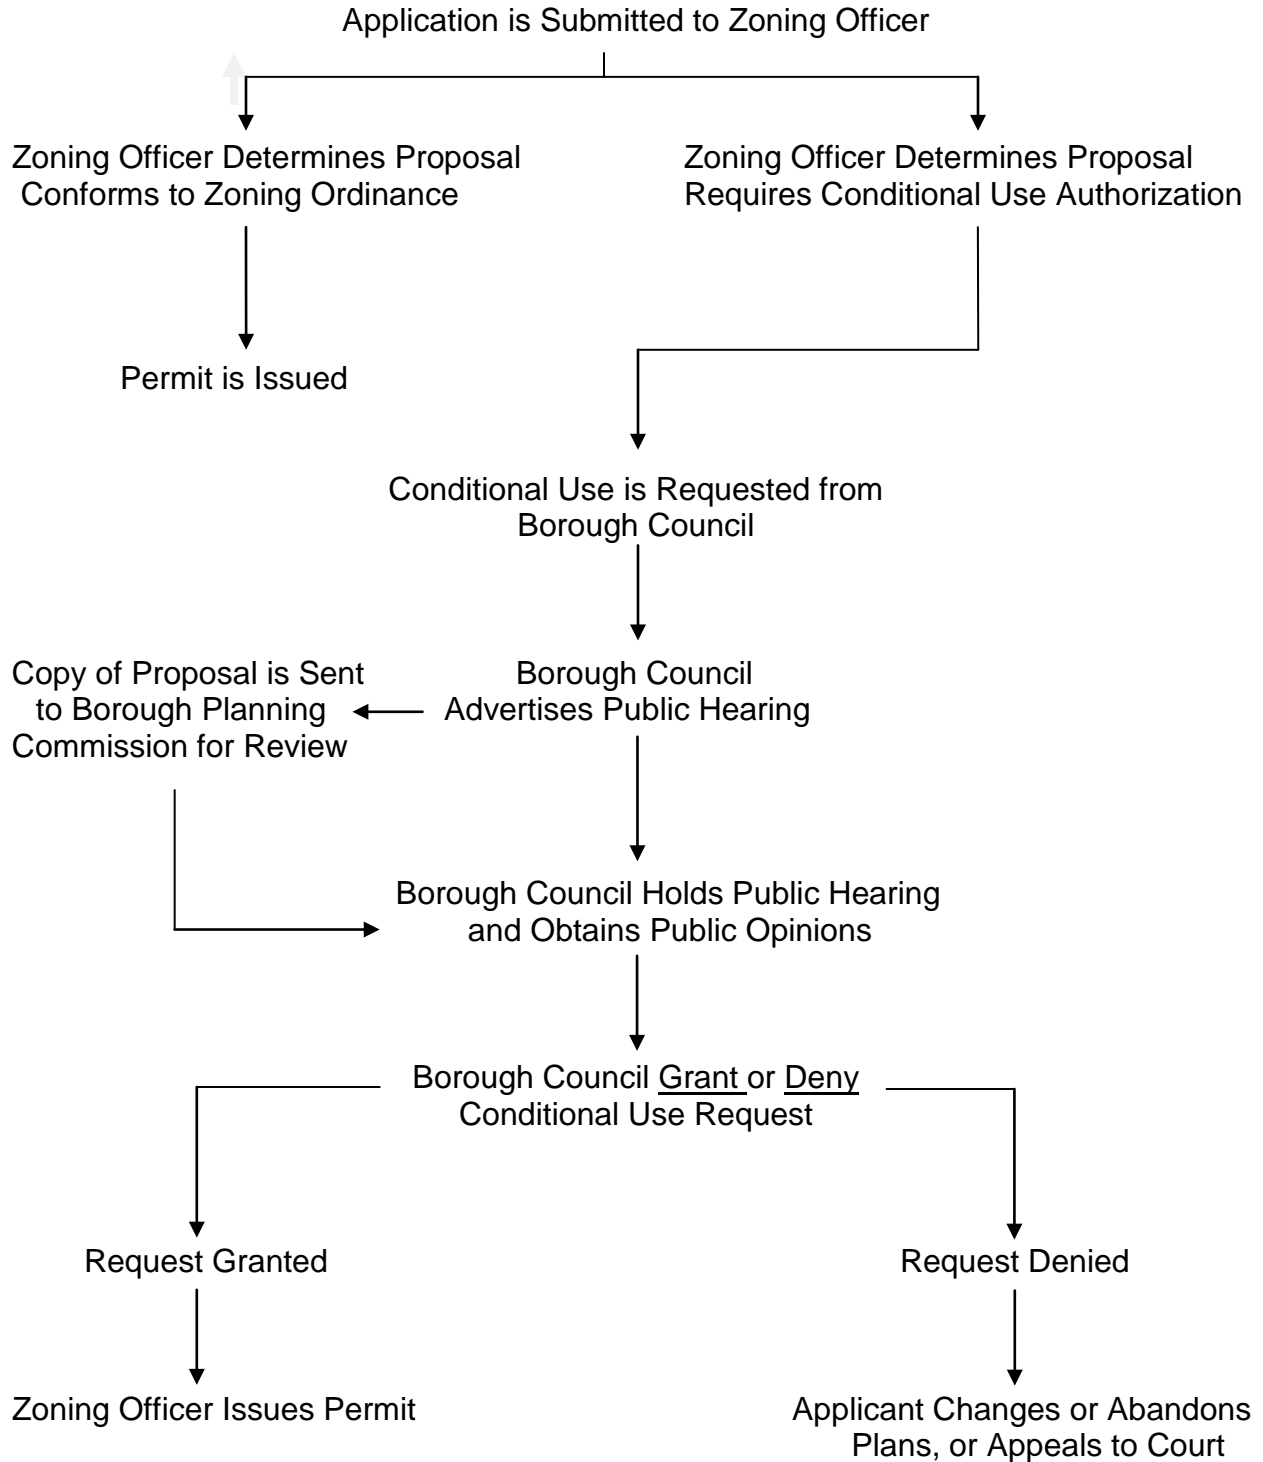 Application is Submitted to Zoning Officer
Zoning Officer Determines Proposal
Conforms to Zoning Ordinance
Zoning Officer Determines Proposal
Requires Conditional Use Authorization
Permit is Issued
Conditional Use is Requested from
Borough Council
Copy of Proposal is Sent
to Borough Planning
Commission for Review
Borough Council
Advertises Public Hearing
Borough Council Holds Public Hearing
and Obtains Public Opinions
Borough Council Grant or Deny
Conditional Use Request
Request Granted
Request Denied
Zoning Officer Issues Permit
Applicant Changes or Abandons
Plans, or Appeals to Court